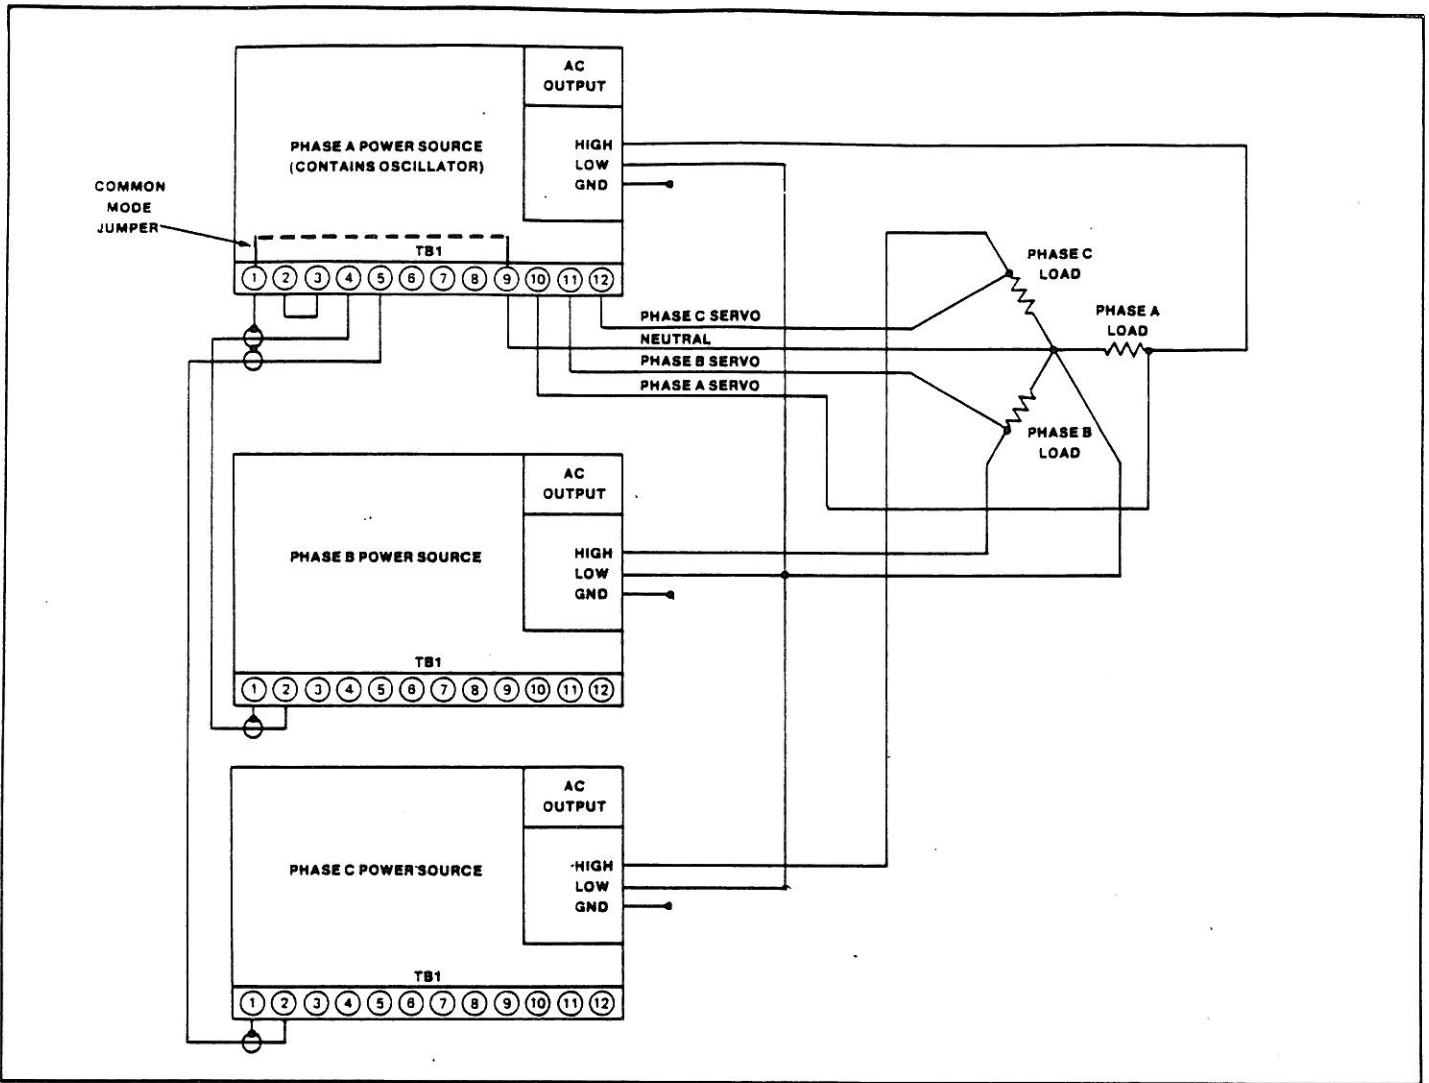 AC
OUTPUT
PHASE A POWER SOURCE
(CONTAINS OSCILLATOR)
HIGH
LOW
GND
COMMON
MODE
JUMPER
TB1
1 2 3 4 5 6 7 8 9 10 11 12
PHASE C SERVO
NEUTRAL
PHASE B SERVO
PHASE A SERVO
PHASE C
LOAD
PHASE A
LOAD
PHASE B
LOAD
AC
OUTPUT
PHASE B POWER SOURCE
HIGH
LOW
GND
TB1
1 2 3 4 5 6 7 8 9 10 11 12
AC
OUTPUT
PHASE C POWER SOURCE
HIGH
LOW
GND
TB1
1 2 3 4 5 6 7 8 9 10 11 12